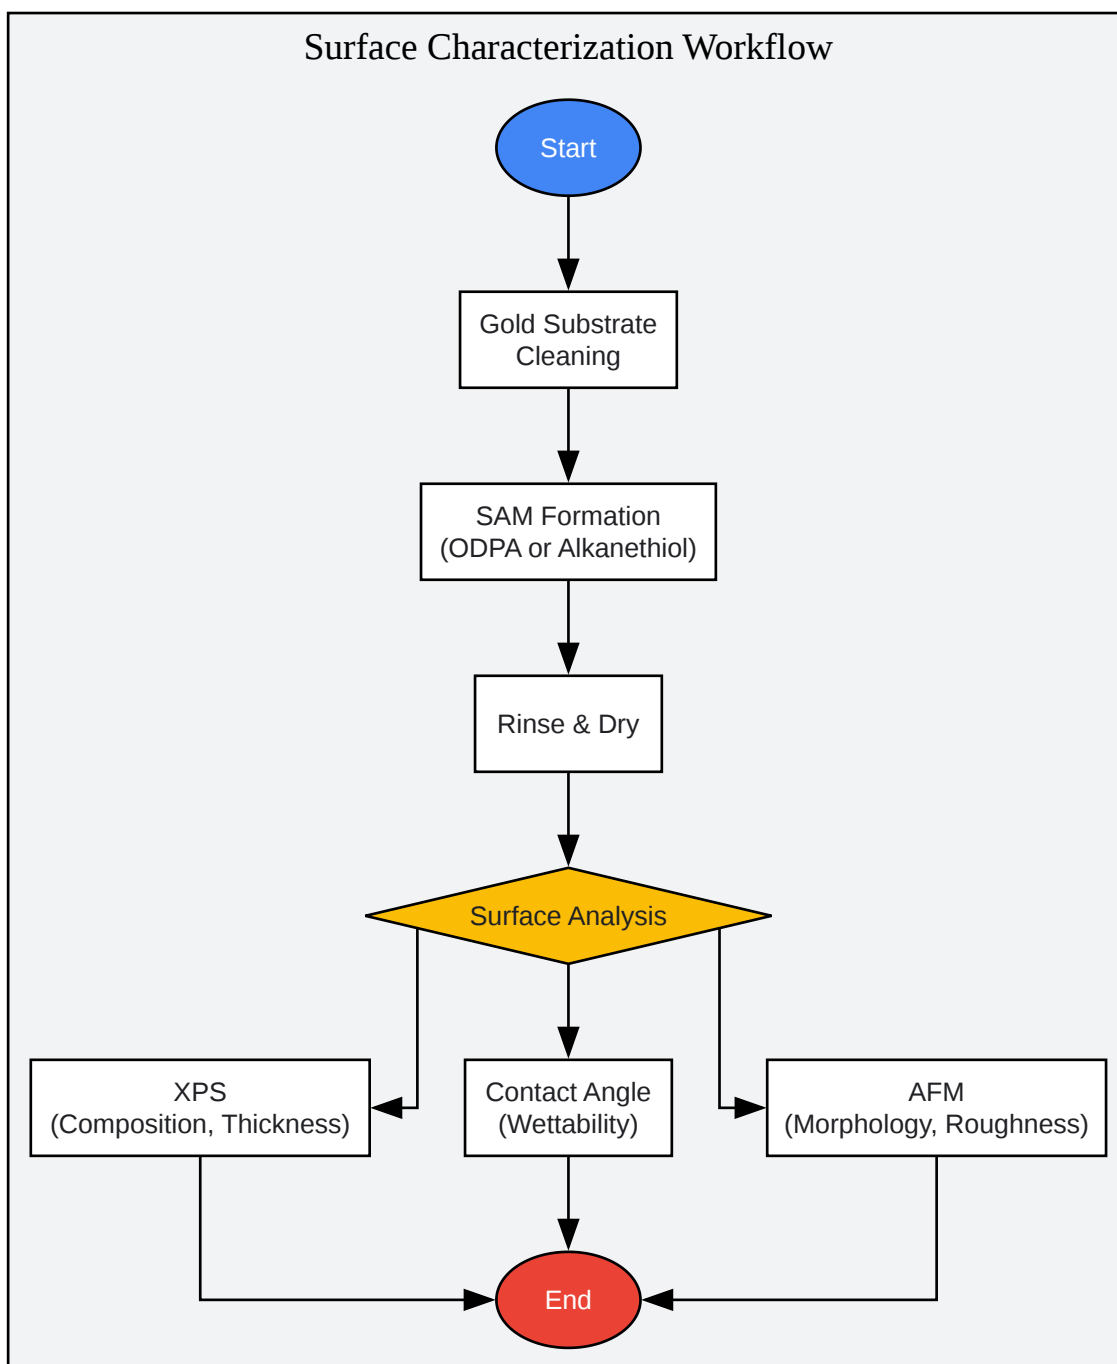 Surface Characterization Workflow
Start
Gold Substrate
Cleaning
SAM Formation
(ODPA or Alkanethiol)
Rinse & Dry
Surface Analysis
XPS
(Composition, Thickness)
Contact Angle
(Wettability)
AFM
(Morphology, Roughness)
End